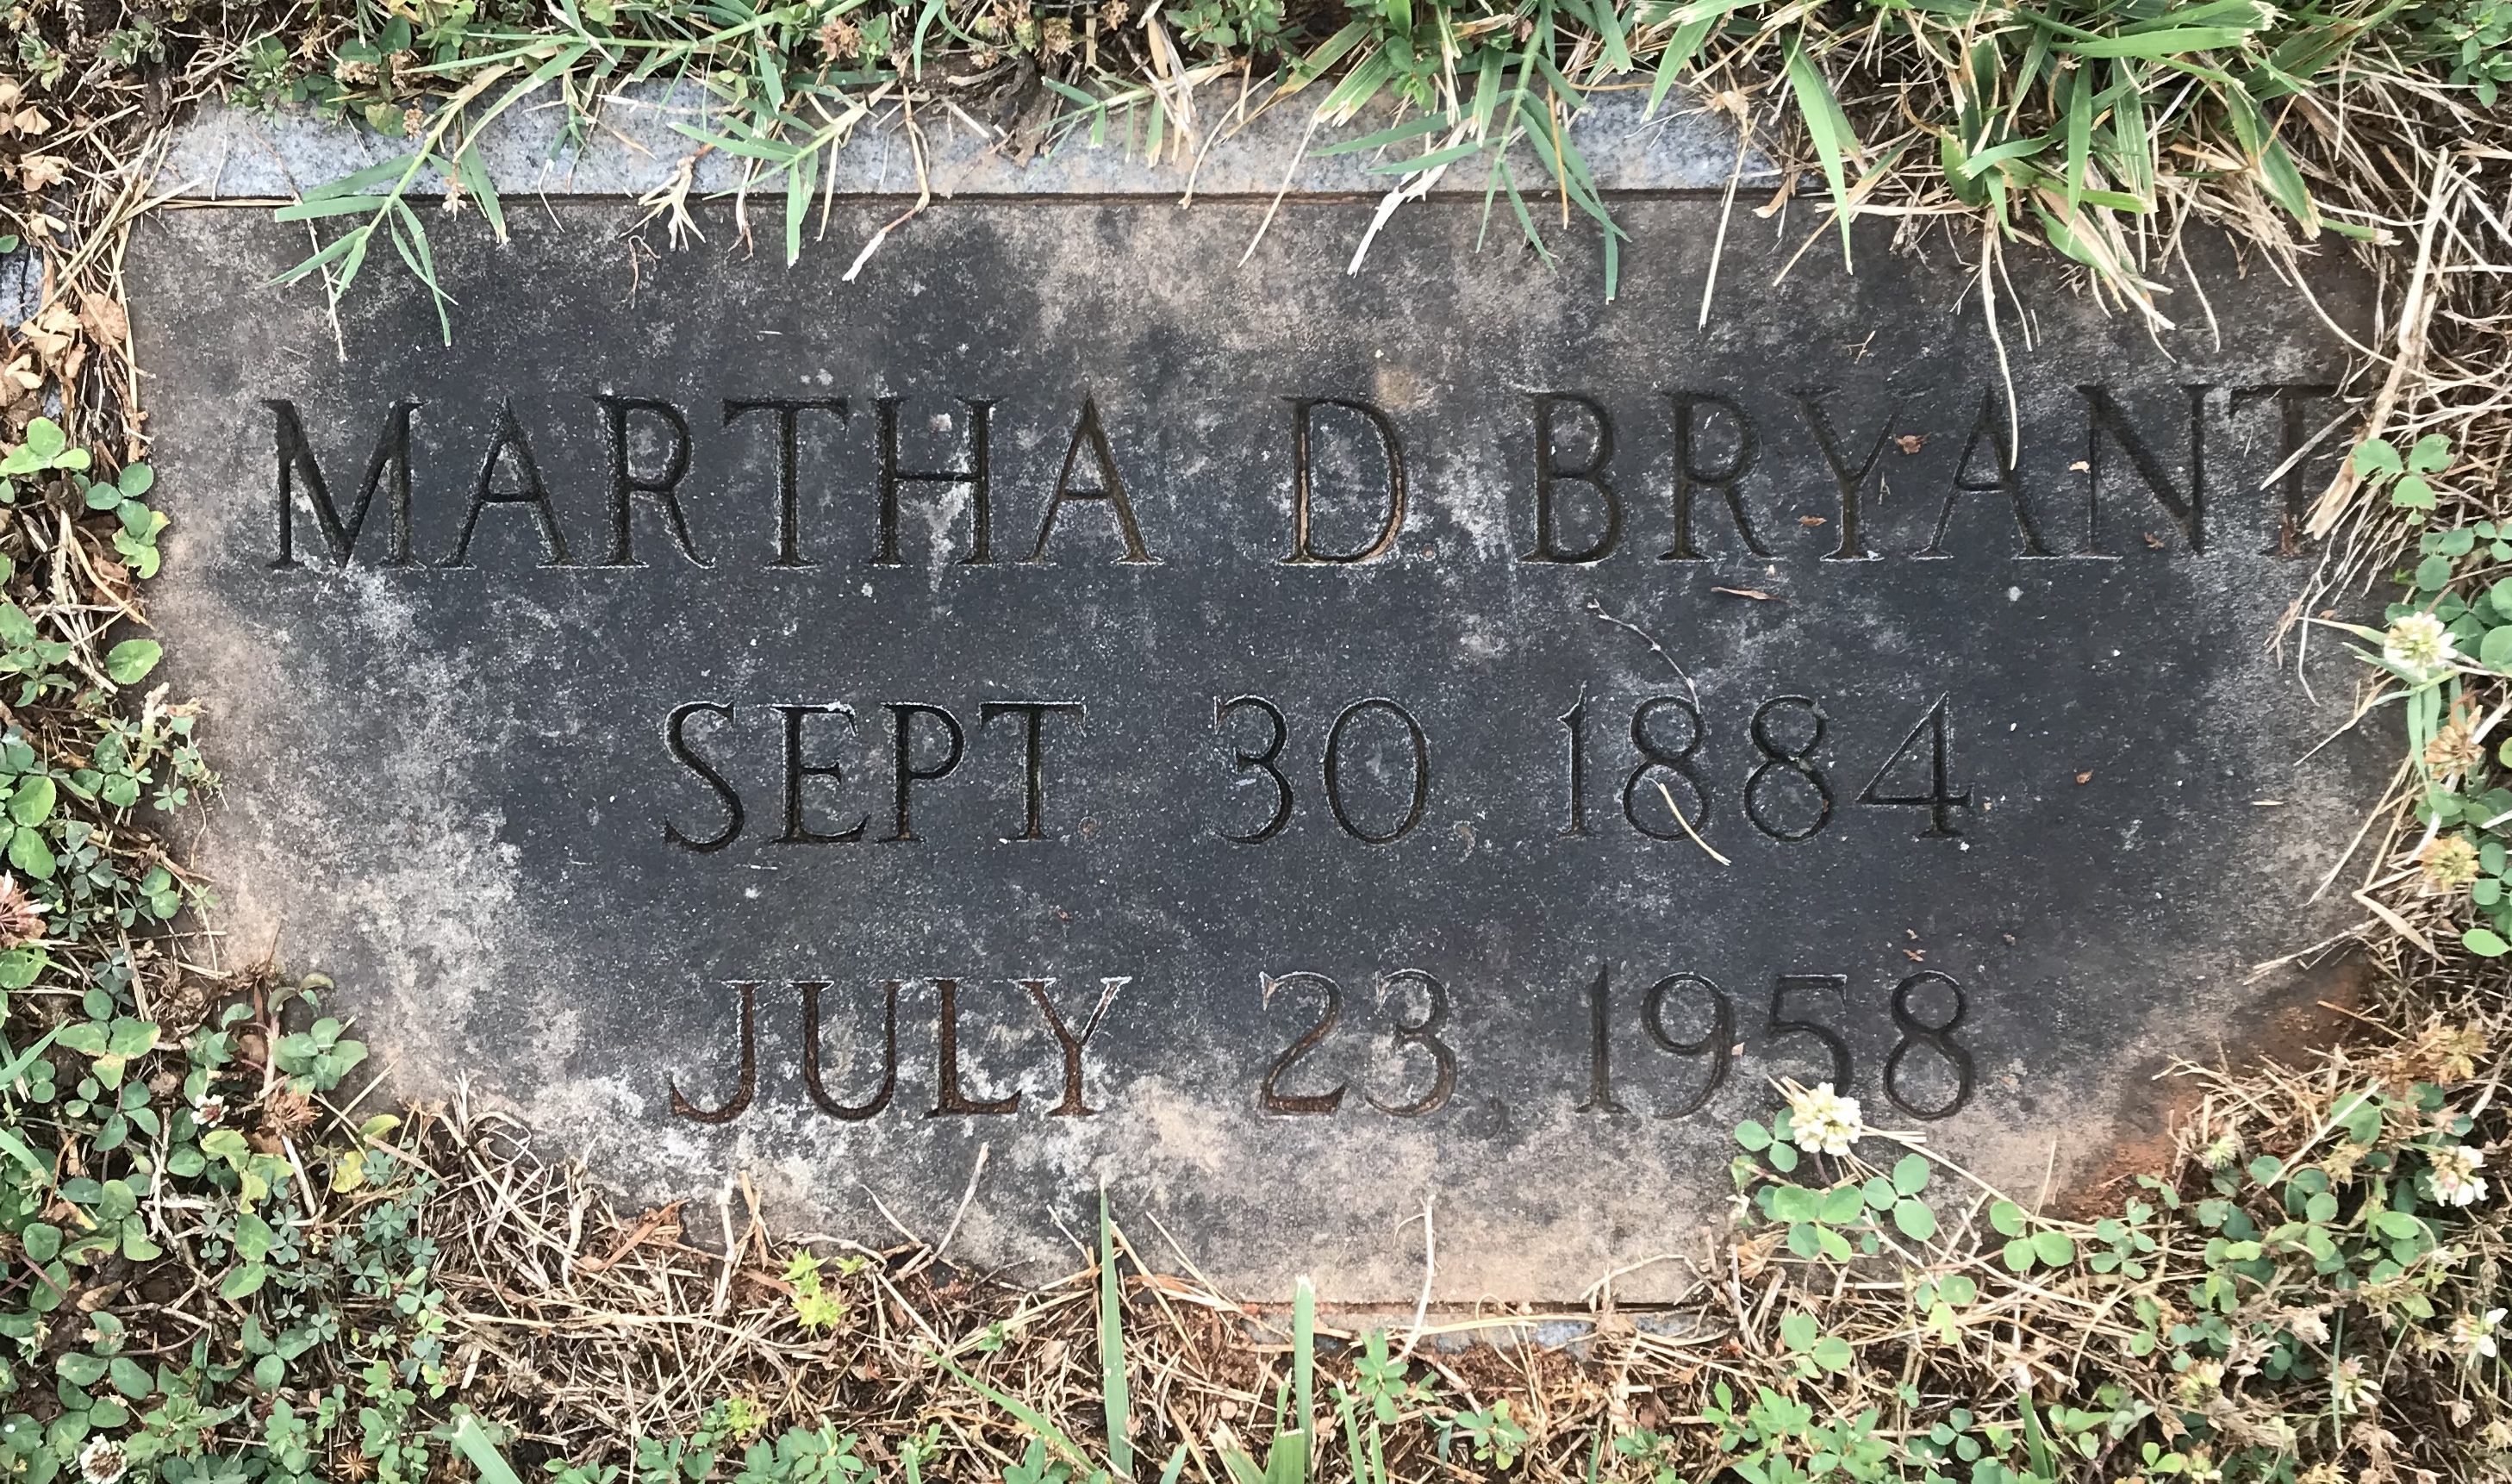 MARTHA D BRYANT
SEPT. 30, 1884
JULY 23, 1958